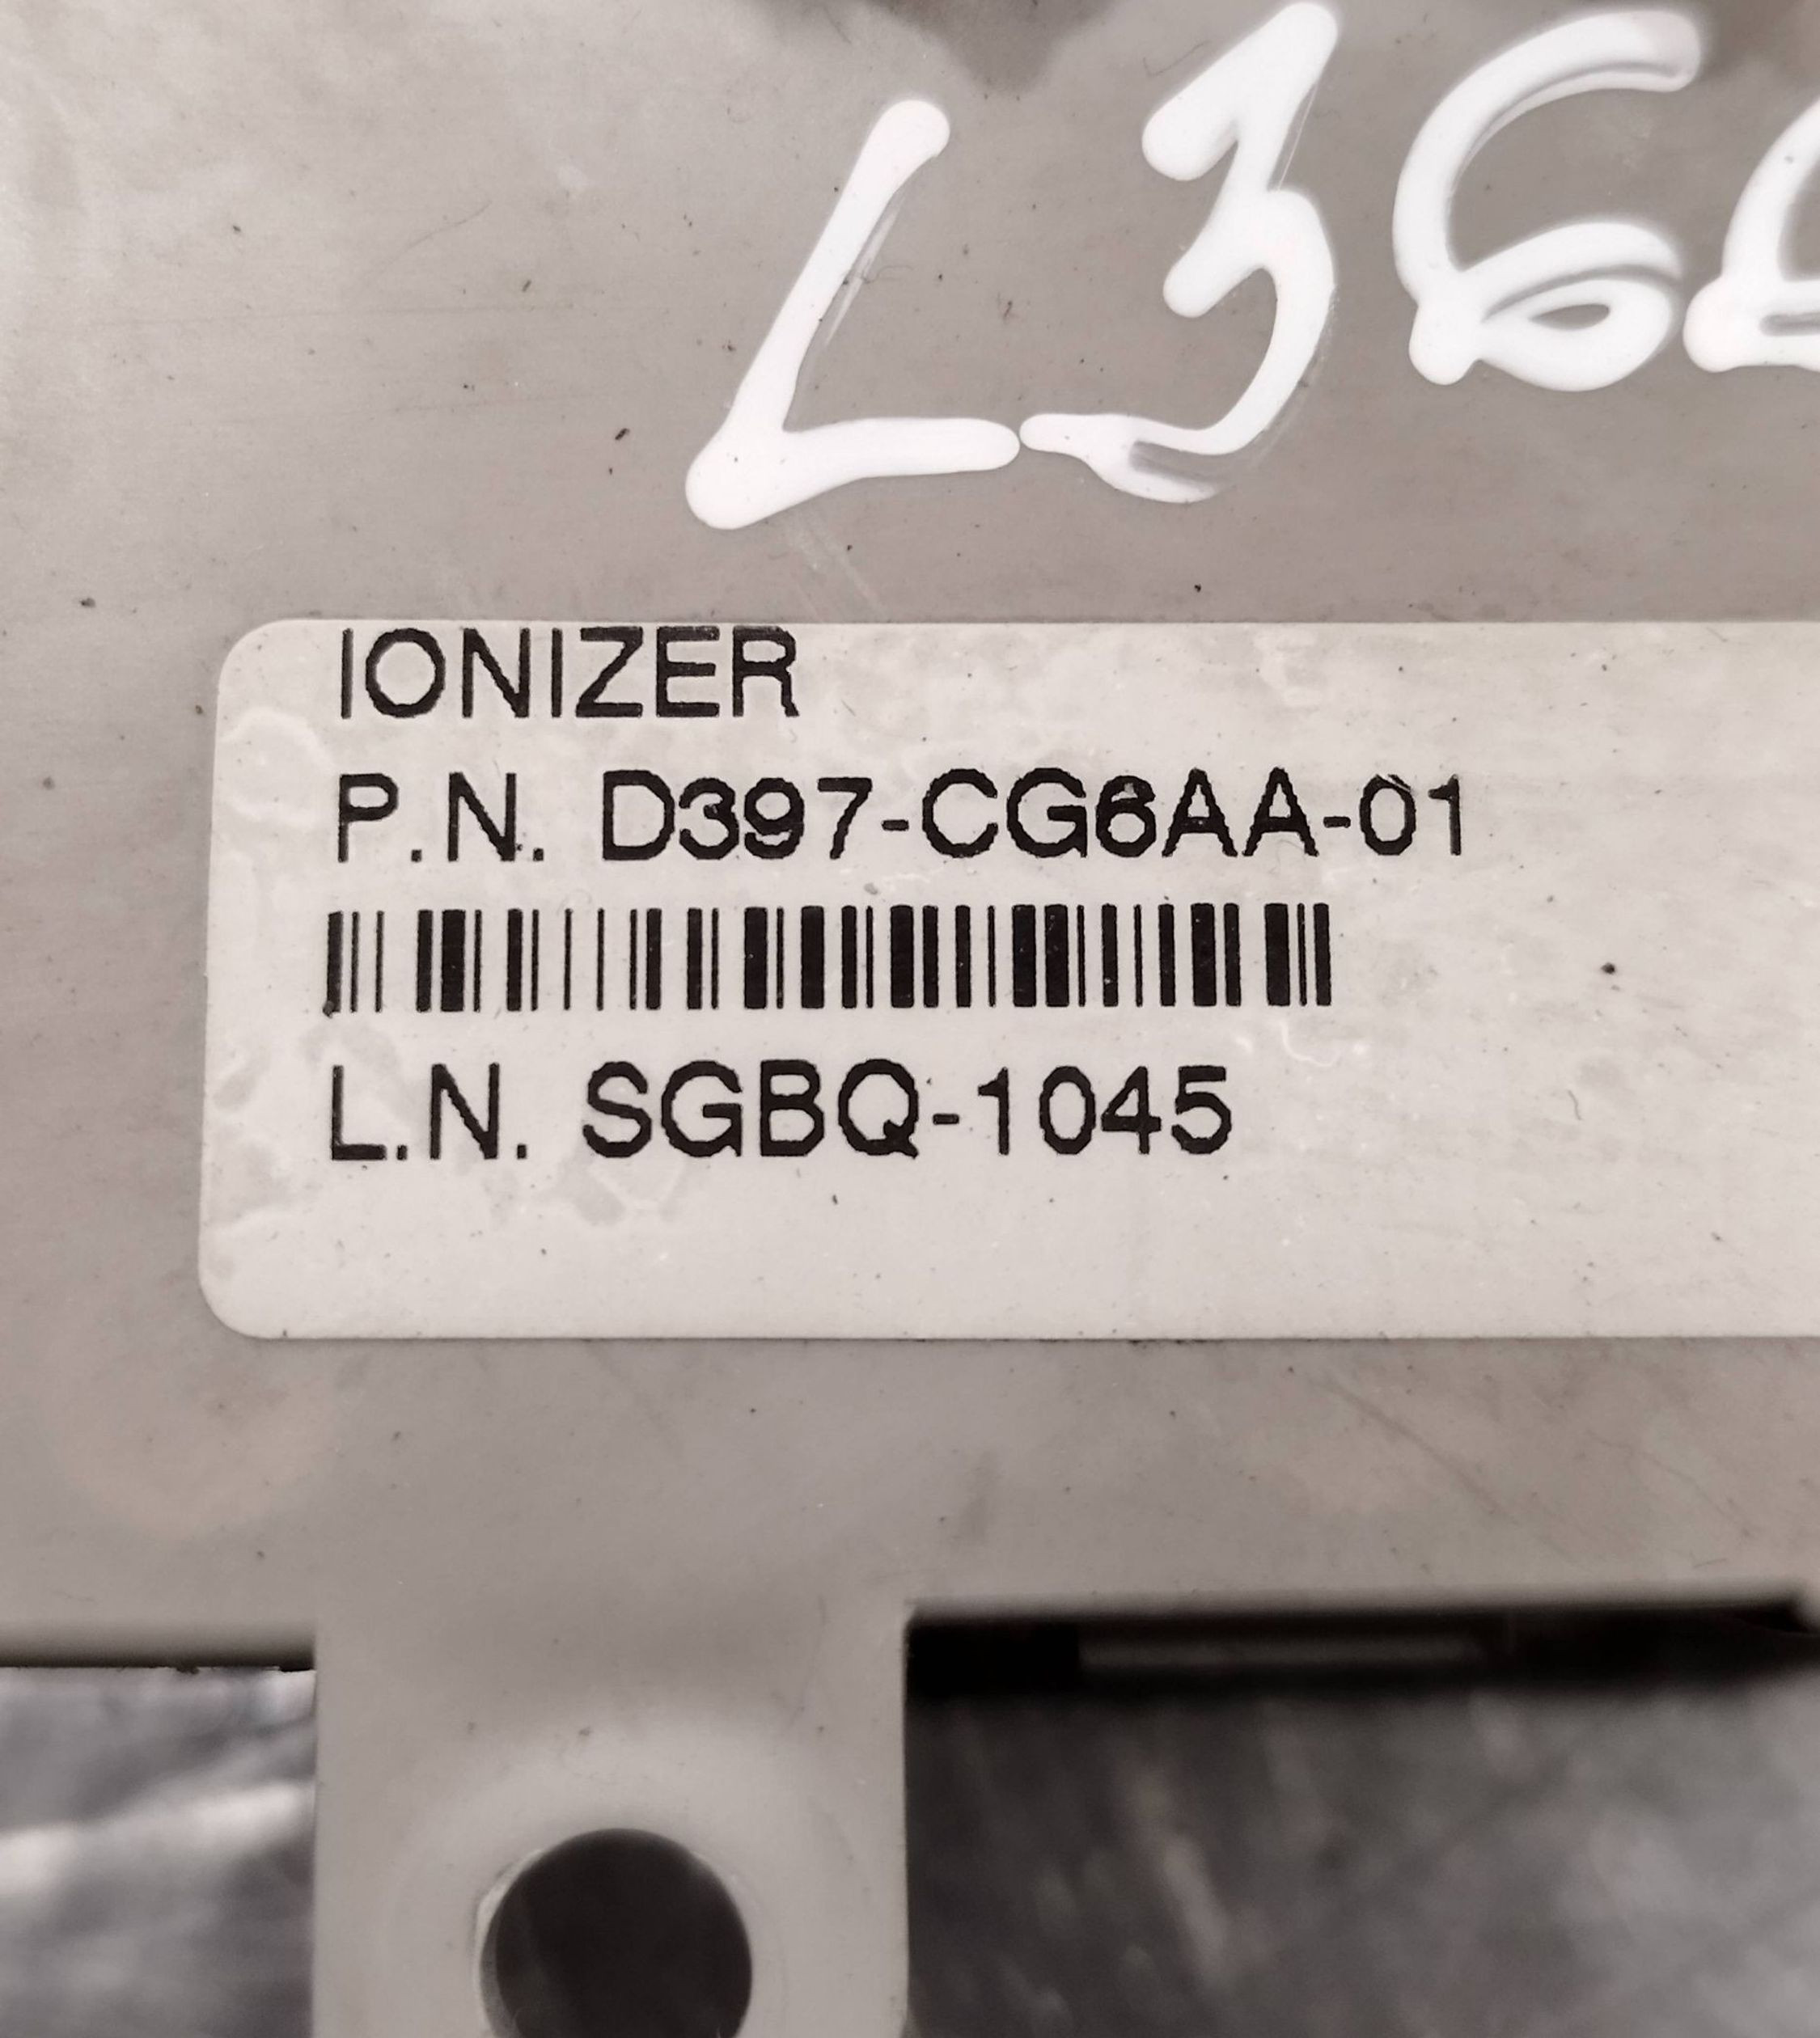 L36
IONIZER
P.N. D397-CG6AA-01
L.N. SGBQ-1045